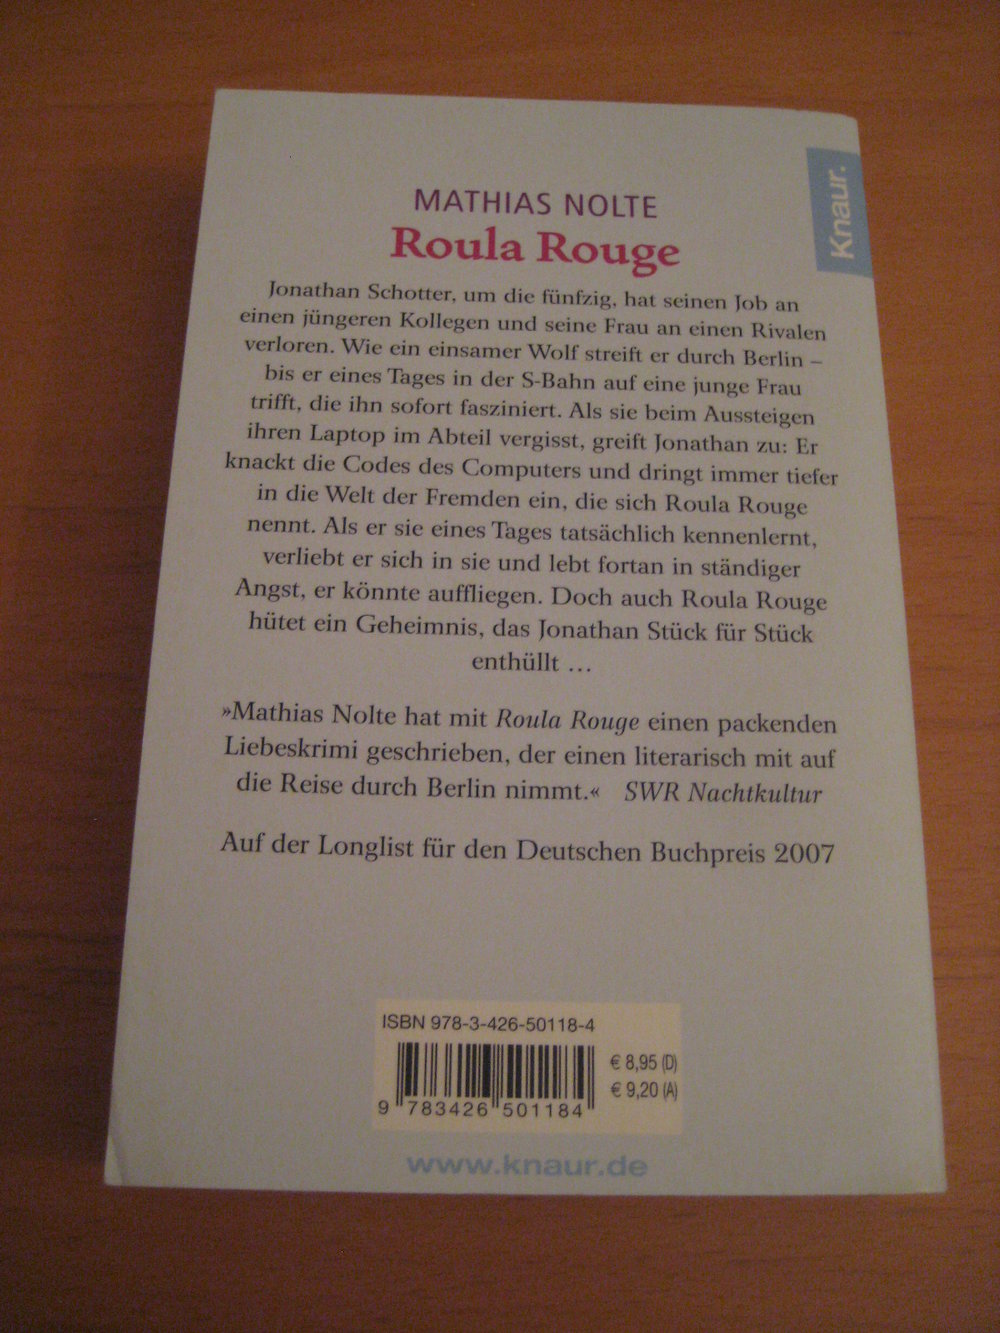 Knaur.
MATHIAS NOLTE
Roula Rouge
Jonathan Schotter, um die fünfzig, hat seinen Job an
einen jüngeren Kollegen und seine Frau an einen Rivalen
verloren. Wie ein einsamer Wolf streift er durch Berlin –
bis er eines Tages in der S-Bahn auf eine junge Frau
trifft, die ihn sofort fasziniert. Als sie beim Aussteigen
ihren Laptop im Abteil vergisst, greift Jonathan zu: Er
knackt die Codes des Computers und dringt immer tiefer
in die Welt der Fremden ein, die sich Roula Rouge
nennt. Als er sie eines Tages tatsächlich kennenlernt,
verliebt er sich in sie und lebt fortan in ständiger
Angst, er könnte auffliegen. Doch auch Roula Rouge
hütet ein Geheimnis, das Jonathan Stück für Stück
enthüllt …
»Mathias Nolte hat mit Roula Rouge einen packenden
Liebeskrimi geschrieben, der einen literarisch mit auf
die Reise durch Berlin nimmt.« SWR Nachtkultur
Auf der Longlist für den Deutschen Buchpreis 2007
ISBN 978-3-426-50118-4
€ 8,95 (D)
€ 9,20 (A)
9 783426 501184
www.knaur.de